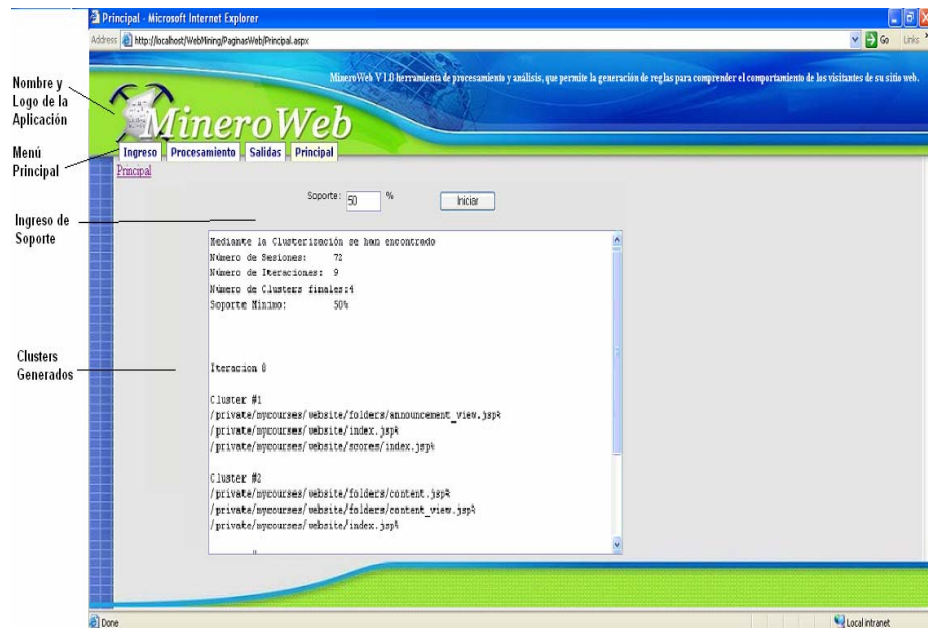 Principal - Microsoft Internet Explorer
Address http://localhost/WebMining/PaginasWeb/Principal.aspx Go Links
MineroWeb V1.0 herramienta de procesamiento y análisis, que permite la generación de reglas para comprender el comportamiento de los visitantes de su sitio web.
Nombre y
Logo de la
Aplicación
MineroWeb
Menú
Principal
Ingreso Procesamiento Salidas Principal
Principal
Soporte: 50 % Iniciar
Ingreso de
Soporte
Mediante la Clusterización se han encontrado
Número de Sesiones: 72
Número de Iteraciones: 9
Número de Clusters finales:4
Soporte Mínimo: 50%
Clusters
Generados
Iteracion 8
Cluster #1
/private/mycourses/website/folders/announcement_view.jsp%
/private/mycourses/website/index.jsp%
/private/mycourses/website/scores/index.jsp%
Cluster #2
/private/mycourses/website/folders/content.jsp%
/private/mycourses/website/folders/content_view.jsp%
/private/mycourses/website/index.jsp%
Done Local intranet